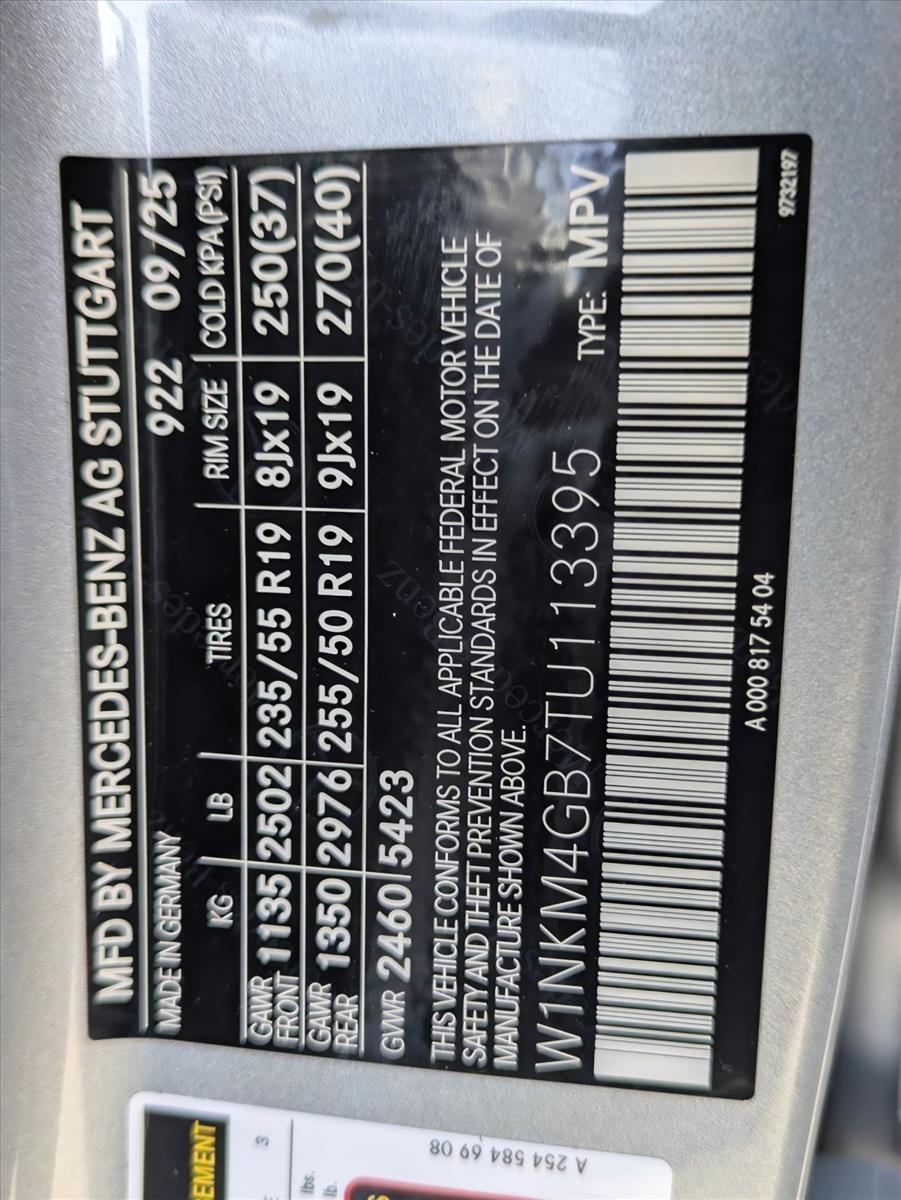 MFD BY MERCEDES-BENZ AG STUTTGART
MADE IN GERMANY 922 09/25
KG LB TIRES RIM SIZE COLD KPA(PSI)
GAWR FRONT 1135 2502 235/55 R19 8Jx19 250(37)
GAWR REAR 1350 2976 255/50 R19 9Jx19 270(40)
GVWR 2460 5423
THIS VEHICLE CONFORMS TO ALL APPLICABLE FEDERAL MOTOR VEHICLE
SAFETY AND THEFT PREVENTION STANDARDS IN EFFECT ON THE DATE OF
MANUFACTURE SHOWN ABOVE.
W1NKM4GB7TU113395 TYPE: MPV
A 000 817 54 04
9732197
EMENT
3
lbs.
lb.
A 254 584 69 08